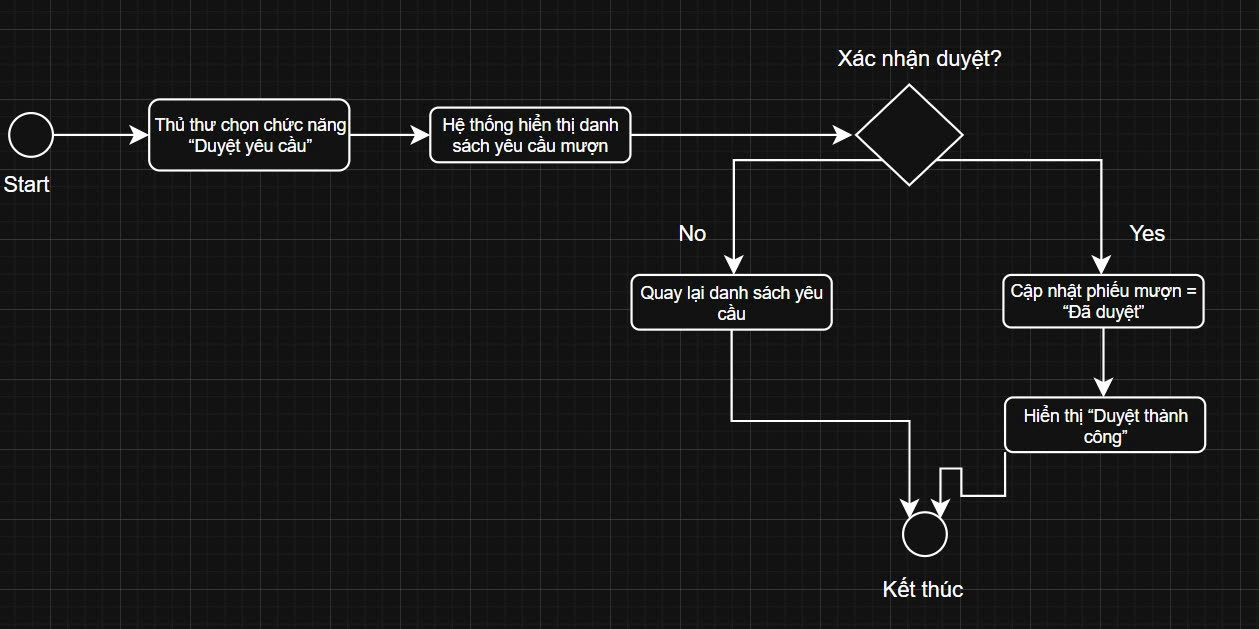 Xác nhận duyệt?
Thủ thư chọn chức năng
“Duyệt yêu cầu”
Hệ thống hiển thị danh
sách yêu cầu mượn
Start
No
Yes
Quay lại danh sách yêu
cầu
Cập nhật phiếu mượn =
“Đã duyệt”
Hiển thị “Duyệt thành
công”
Kết thúc